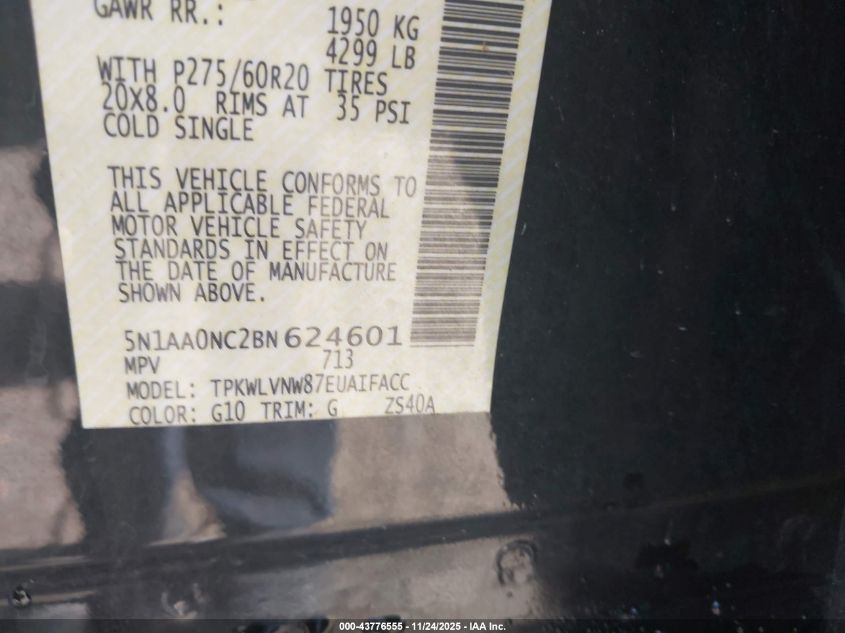 GAWR RR.: 1950 KG
4299 LB
WITH P275/60R20 TIRES
20X8.0 RIMS AT 35 PSI
COLD SINGLE
THIS VEHICLE CONFORMS TO
ALL APPLICABLE FEDERAL
MOTOR VEHICLE SAFETY
STANDARDS IN EFFECT ON
THE DATE OF MANUFACTURE
SHOWN ABOVE.
5N1AA0NC2BN624601
MPV 713
MODEL: TPKWLVNW87EUAIFACC
COLOR: G10 TRIM: G ZS40A
000-43776555 - 11/24/2025 - IAA Inc.